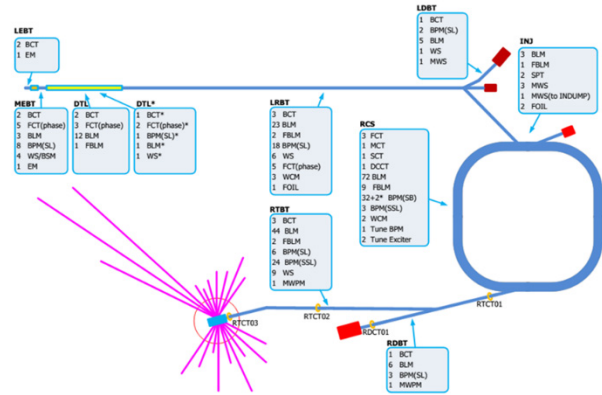 LEBT
2 BCT
1 EM
MEBT
2 BCT
5 FCT(phase)
3 BLM
8 BPM(SL)
4 WS/BSM
1 EM
DTL
2 BCT
3 FCT(phase)
12 BLM
1 FBLM
DTL*
1 BCT*
2 FCT(phase)*
1 BPM(SL)*
1 BLM*
1 WS*
LRBT
3 BCT
23 BLM
2 FBLM
18 BPM(SL)
6 WS
5 FCT(phase)
3 WCM
1 FOIL
LDBT
1 BCT
2 BPM(SL)
5 BLM
1 WS
1 MWS
INJ
3 BLM
1 FBLM
2 SPT
3 MWS
1 MWS(to INDUMP)
2 FOIL
RCS
3 FCT
1 MCT
1 SCT
1 DCCT
72 BLM
9 FBLM
32+2* BPM(SB)
3 BPM(SSL)
2 WCM
1 Tune BPM
2 Tune Exciter
RTBT
3 BCT
44 BLM
2 FBLM
6 BPM(SL)
24 BPM(SSL)
9 WS
1 MWPM
RTCT03
RTCT02
RDCT01
RTCT01
RDBT
1 BCT
6 BLM
3 BPM(SL)
1 MWPM